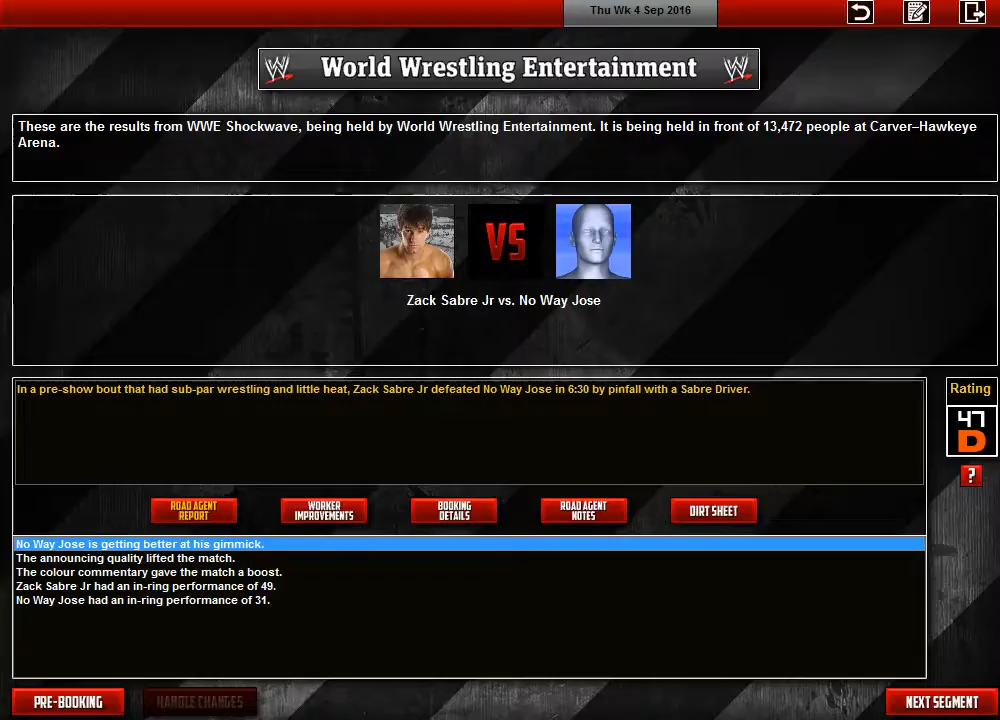 Thu Wk 4 Sep 2016
World Wrestling Entertainment
These are the results from WWE Shockwave, being held by World Wrestling Entertainment. It is being held in front of 13,472 people at Carver–Hawkeye
Arena.
VS
Zack Sabre Jr vs. No Way Jose
In a pre-show bout that had sub-par wrestling and little heat, Zack Sabre Jr defeated No Way Jose in 6:30 by pinfall with a Sabre Driver.
Rating
47
D
?
ROAD AGENT
REPORT
WORKER
IMPROVEMENTS
BOOKING
DETAILS
ROAD AGENT
NOTES
DIRT SHEET
No Way Jose is getting better at his gimmick.
The announcing quality lifted the match.
The colour commentary gave the match a boost.
Zack Sabre Jr had an in-ring performance of 49.
No Way Jose had an in-ring performance of 31.
PRE-BOOKING
HANDLE CHANGES
NEXT SEGMENT